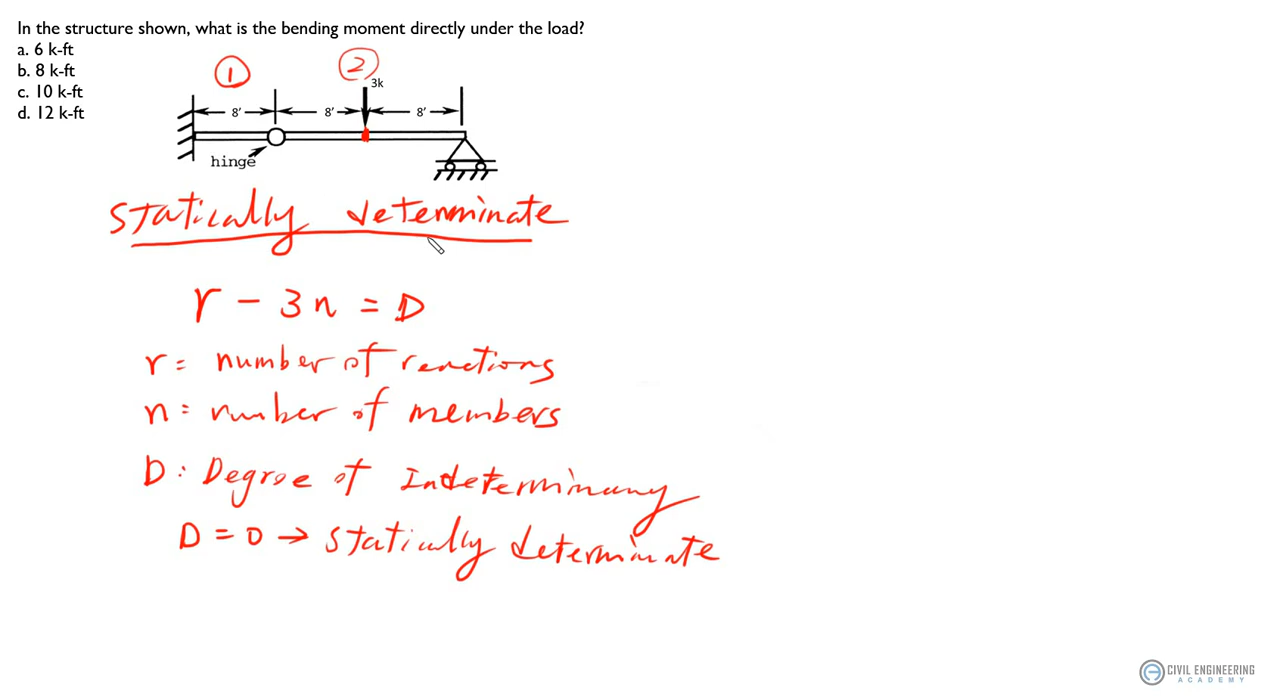 In the structure shown, what is the bending moment directly under the load?
a. 6 k-ft
b. 8 k-ft
c. 10 k-ft
d. 12 k-ft
1 2
3k
8' 8' 8'
hinge
statically determinate
r - 3n = D
r = number of reactions
n = number of members
D : Degree of Indeterminany
D = 0 → statically determinate
CIVIL ENGINEERING
ACADEMY